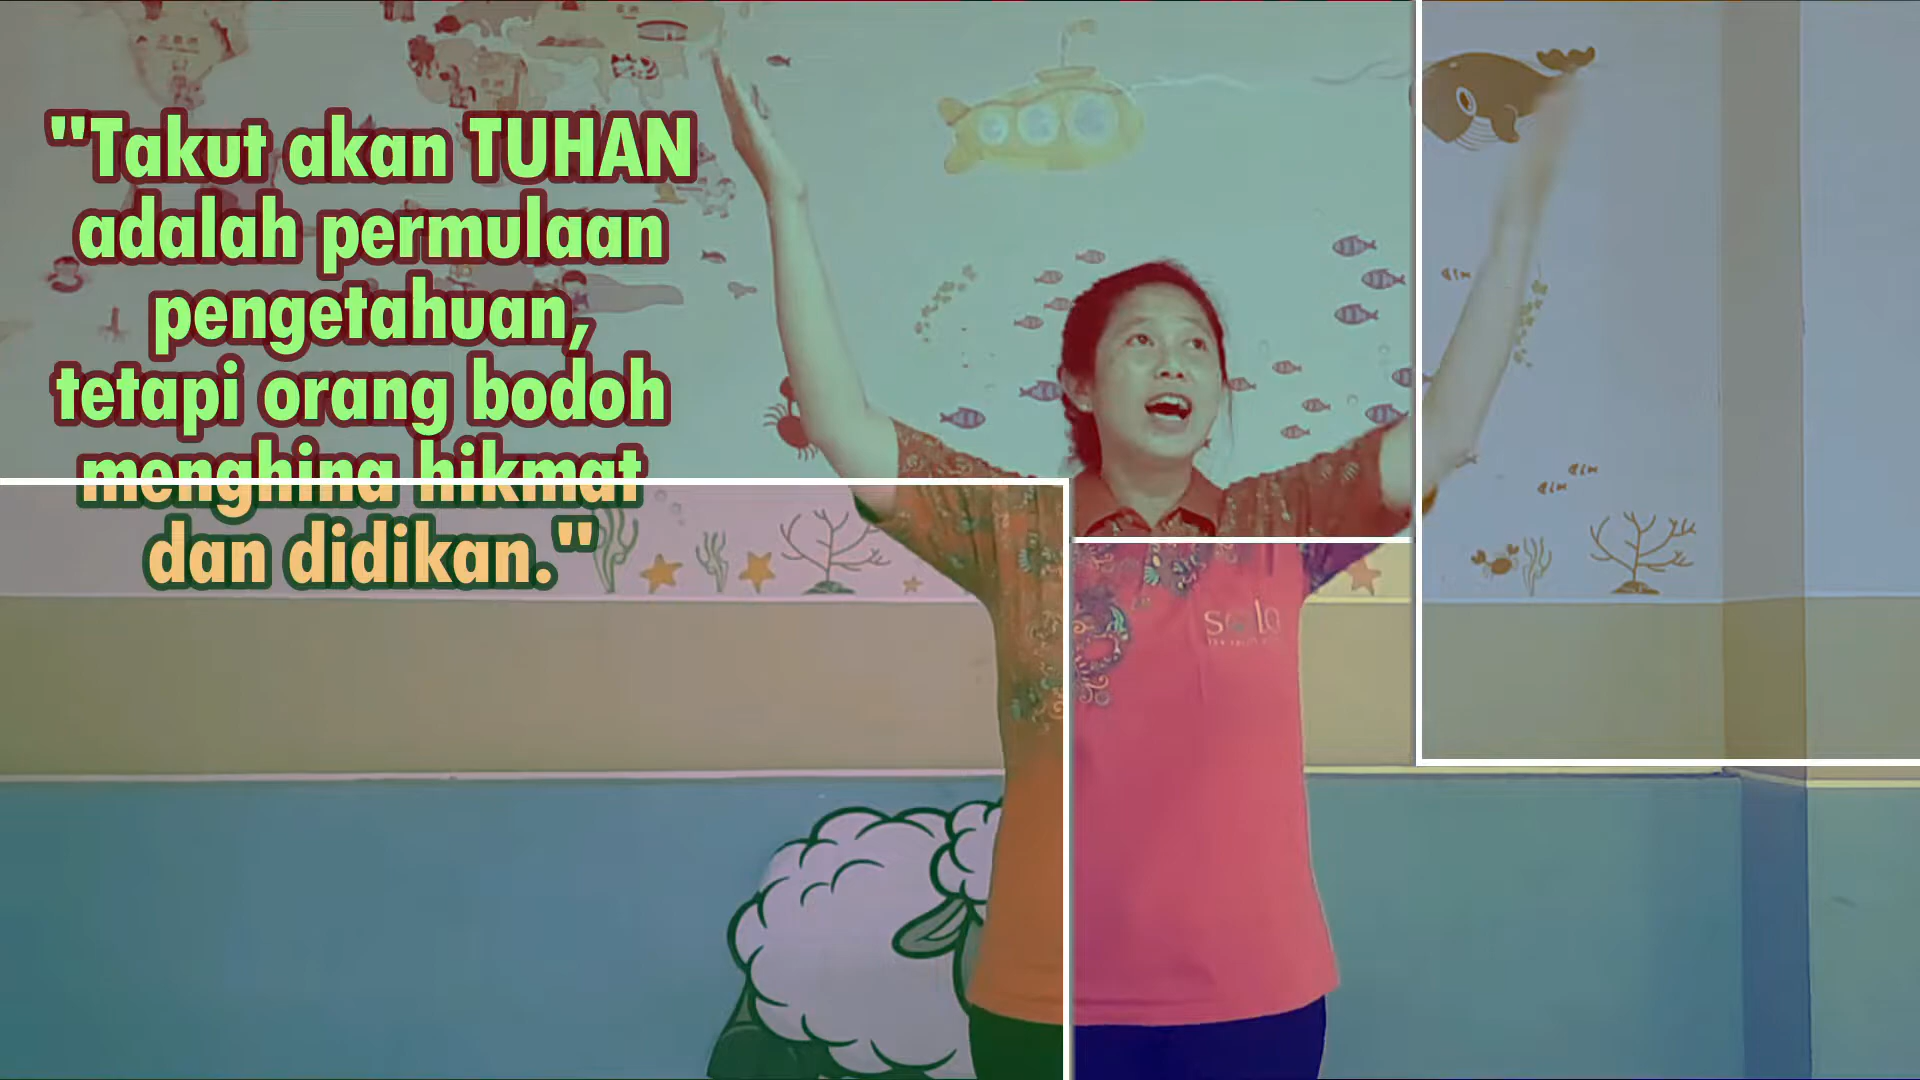 "Takut akan TUHAN
adalah permulaan
pengetahuan,
tetapi orang bodoh
menghina hikmat
dan didikan."